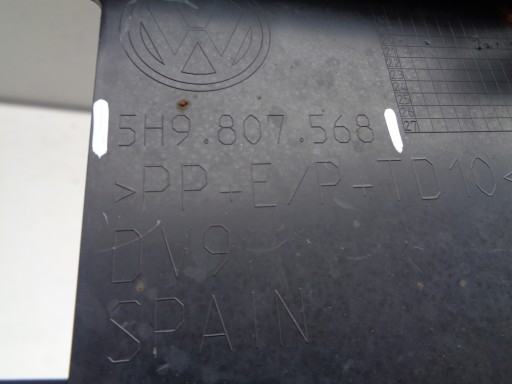 5H9.807.568
>PP+E/P-TD10<
DV9
SPAIN